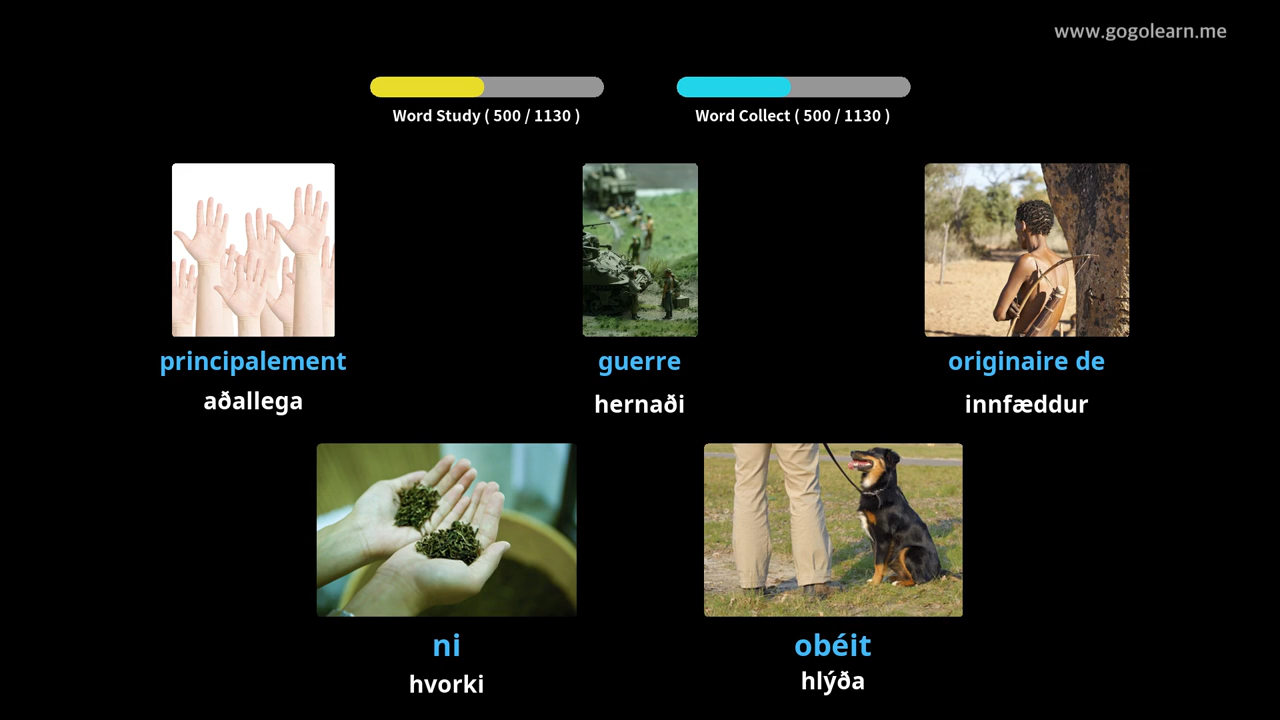 www.gogolearn.me
Word Study ( 500 / 1130 )
Word Collect ( 500 / 1130 )
principalement
aðallega
guerre
hernaði
originaire de
innfæddur
ni
hvorki
obéit
hlýða